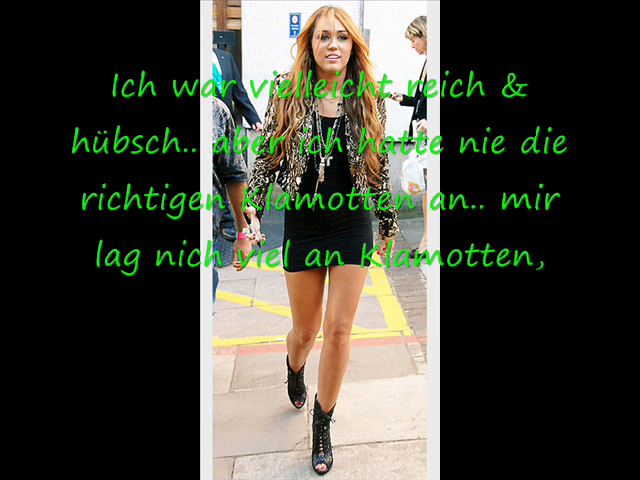 Ich war vielleicht reich &
hübsch.. aber ich hatte nie die
richtigen Klamotten an.. mir
lag nich viel an Klamotten,